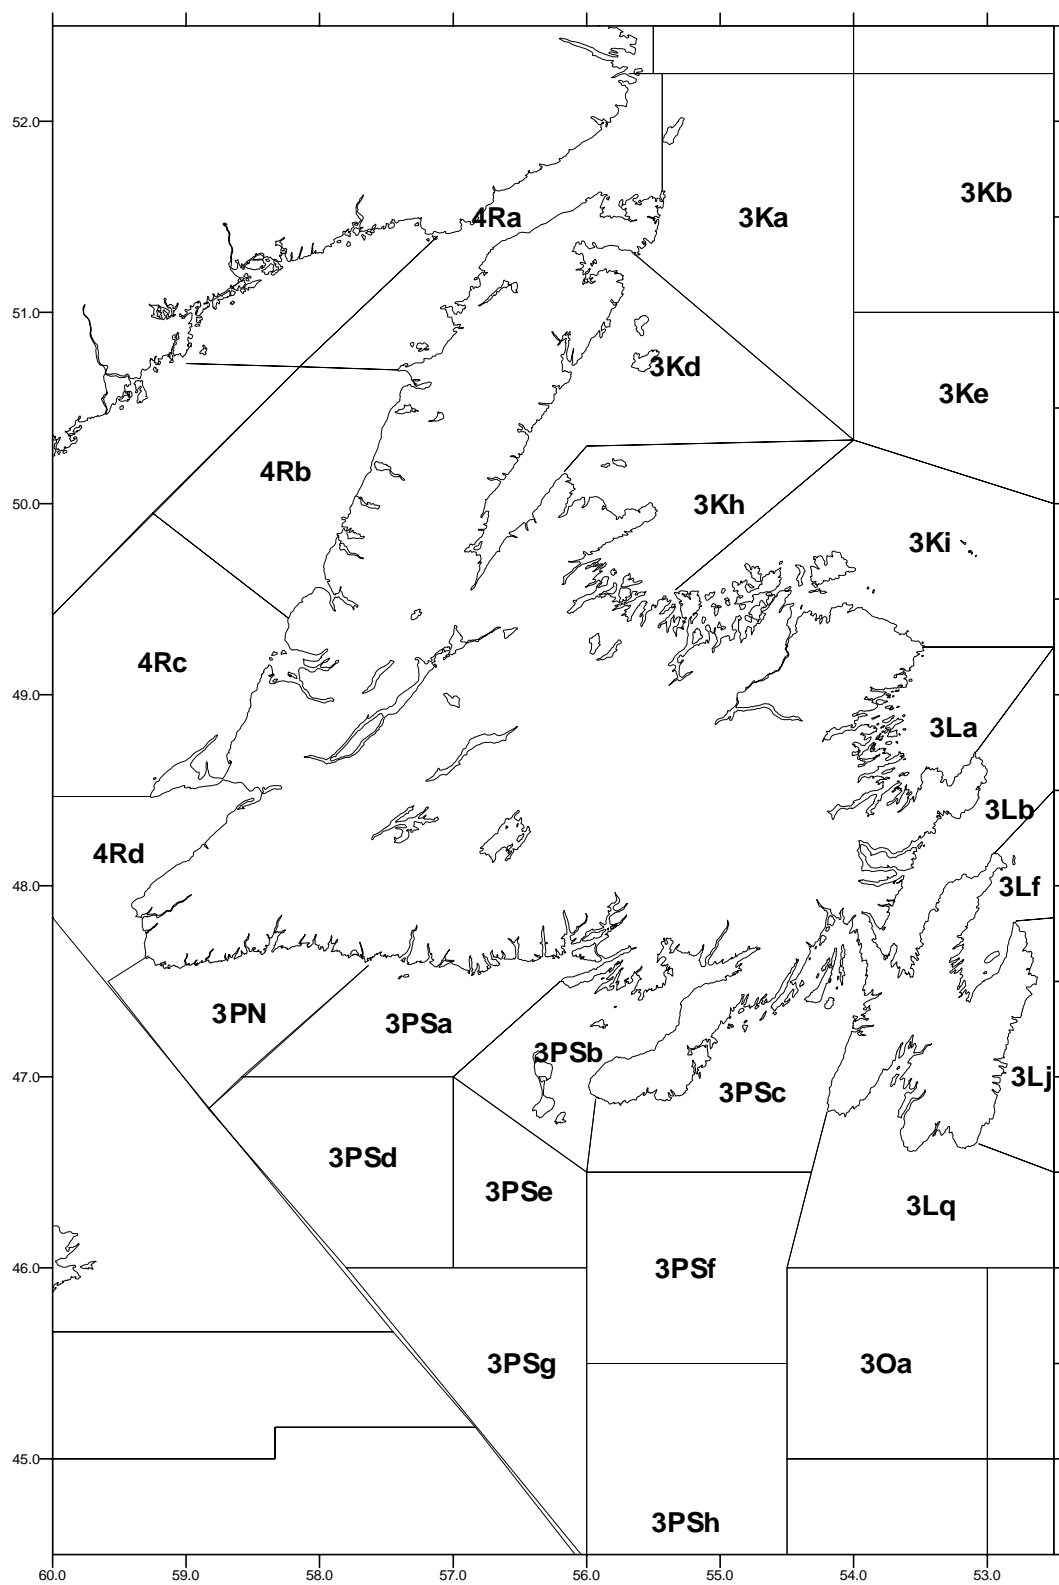 52.0
3Kb
4Ra
3Ka
51.0
3Kd
3Ke
4Rb
3Kh
50.0
3Ki
4Rc
49.0
3La
3Lb
4Rd
48.0
3Lf
3PN
3PSa
3PSb
47.0
3Lj
3PSc
3PSd
3PSe
3Lq
46.0
3PSf
3PSg
3Oa
45.0
3PSh
60.0 59.0 58.0 57.0 56.0 55.0 54.0 53.0